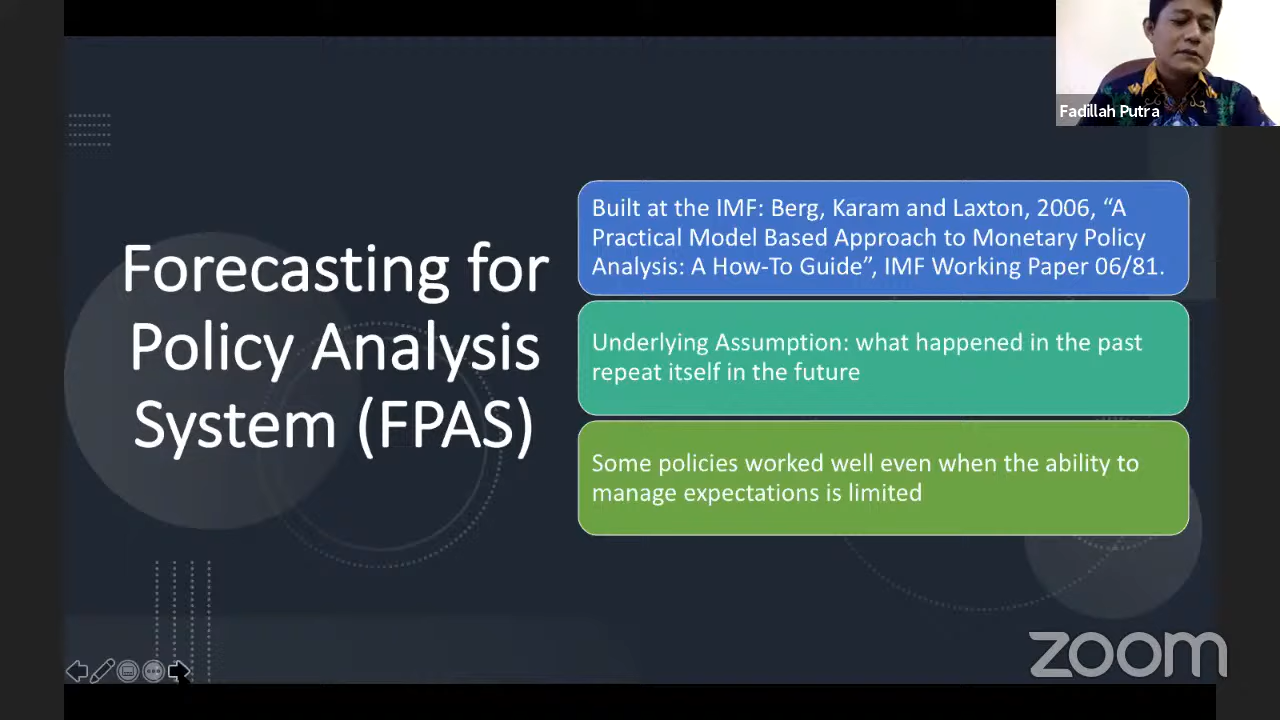 Fadillah Putra
Forecasting for
Policy Analysis
System (FPAS)
Built at the IMF: Berg, Karam and Laxton, 2006, “A
Practical Model Based Approach to Monetary Policy
Analysis: A How-To Guide”, IMF Working Paper 06/81.
Underlying Assumption: what happened in the past
repeat itself in the future
Some policies worked well even when the ability to
manage expectations is limited
zoom